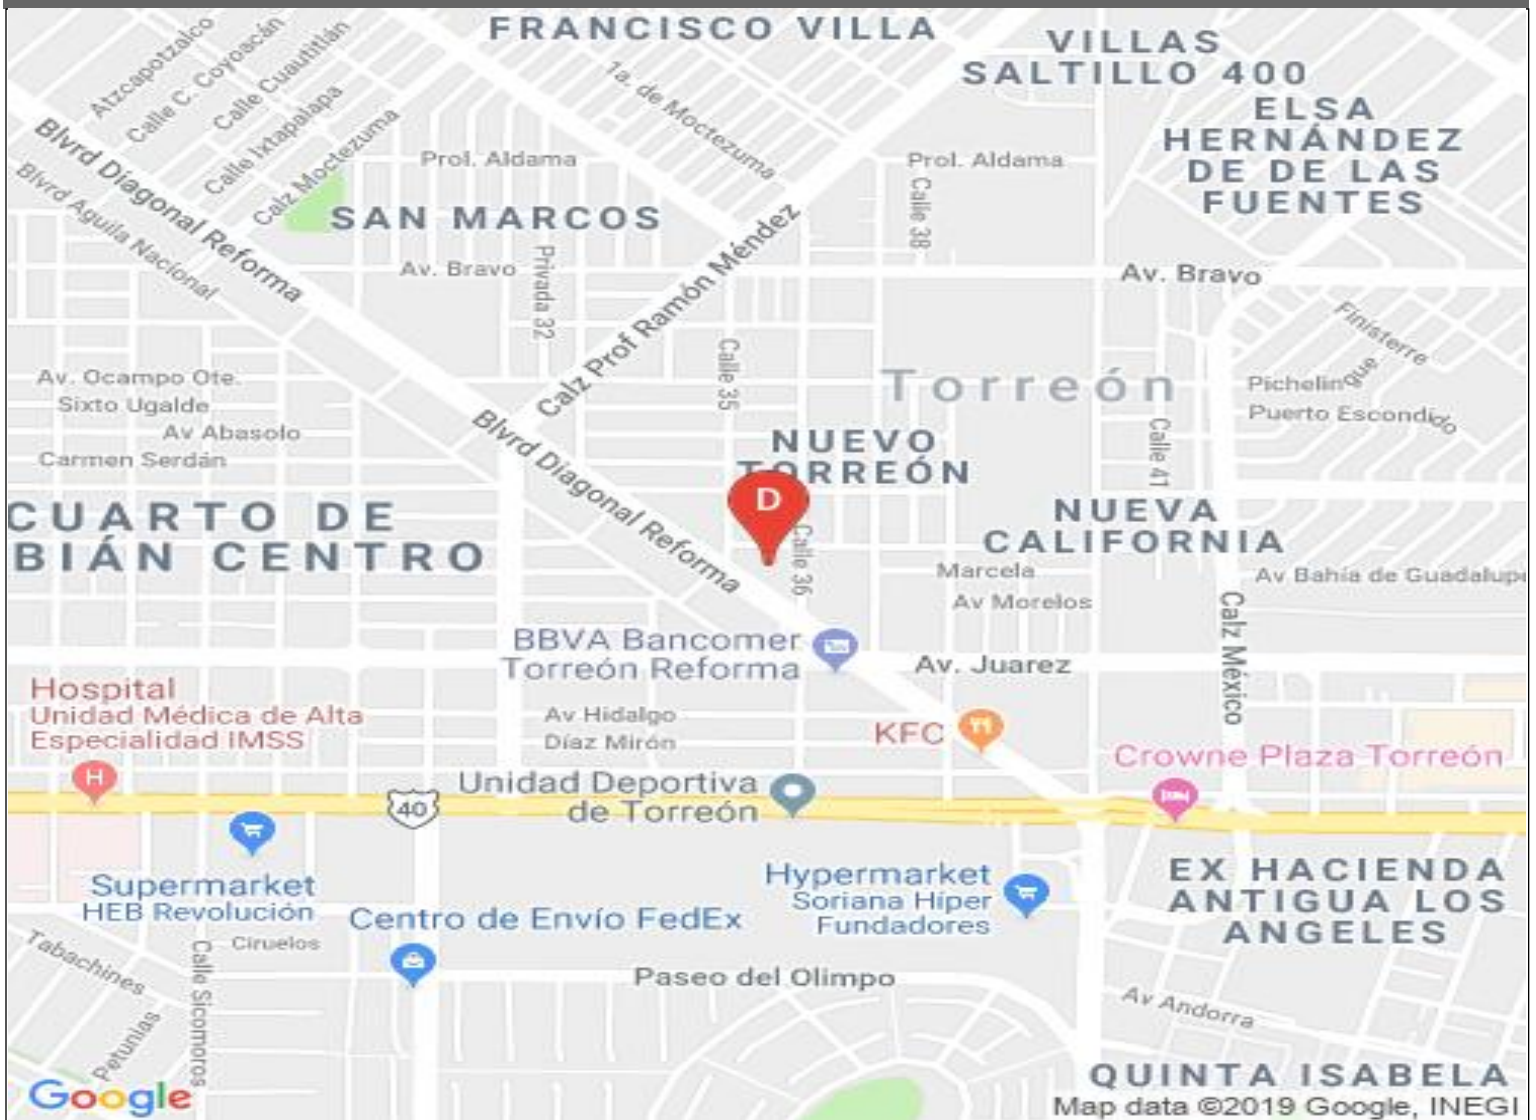 FRANCISCO VILLA
VILLAS
SALTILLO 400
ELSA
HERNÁNDEZ
DE DE LAS
FUENTES
Atzcapotzalco
Calle C. Coyoacán
Calle Cuautitlán
Calle Ixtapalapa
Calz Moctezuma
1a. de Moctezuma
Blvrd Diagonal Reforma
Blvrd Aguila Nacional
Prol. Aldama
Prol. Aldama
Calle 38
SAN MARCOS
Av. Bravo
Privada 32
Calz Prof Ramón Méndez
Av. Bravo
Finisterre
Calle 35
Torreón
Pichelingue
Puerto Escondido
Av. Ocampo Ote.
Sixto Ugalde
Av Abasolo
Carmen Serdán
Blvrd Diagonal Reforma
NUEVO
TORREÓN
Calle 41
D
Calle 36
CUARTO DE
BIÁN CENTRO
NUEVA
CALIFORNIA
Marcela
Av Bahía de Guadalupe
Av Morelos
Calz México
BBVA Bancomer
Torreón Reforma
Av. Juarez
Hospital
Unidad Médica de Alta
Especialidad IMSS
H
Av Hidalgo
Díaz Mirón
KFC
Crowne Plaza Torreón
Unidad Deportiva
de Torreón
40
Supermarket
HEB Revolución
Hypermarket
Soriana Híper
Fundadores
EX HACIENDA
ANTIGUA LOS
ANGELES
Centro de Envío FedEx
Tabachines
Ciruelos
Calle Sicomoros
Petunias
Paseo del Olimpo
Av Andorra
QUINTA ISABELA
Google
Map data ©2019 Google, INEGI